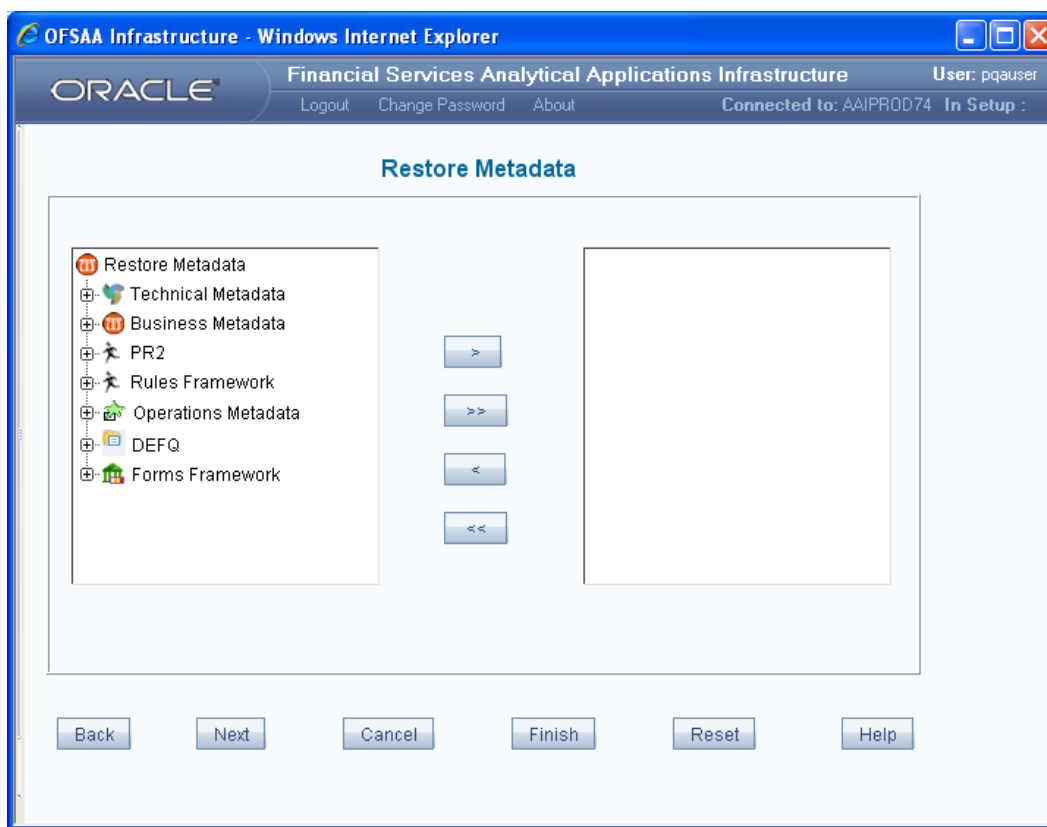 OFSAA Infrastructure - Windows Internet Explorer
ORACLE
Financial Services Analytical Applications Infrastructure User: pqauser
Logout Change Password About Connected to: AAIPROD74 In Setup :
Restore Metadata
Restore Metadata
Technical Metadata
Business Metadata
PR2
Rules Framework
Operations Metadata
DEFQ
Forms Framework
>
>>
<
<<
Back Next Cancel Finish Reset Help